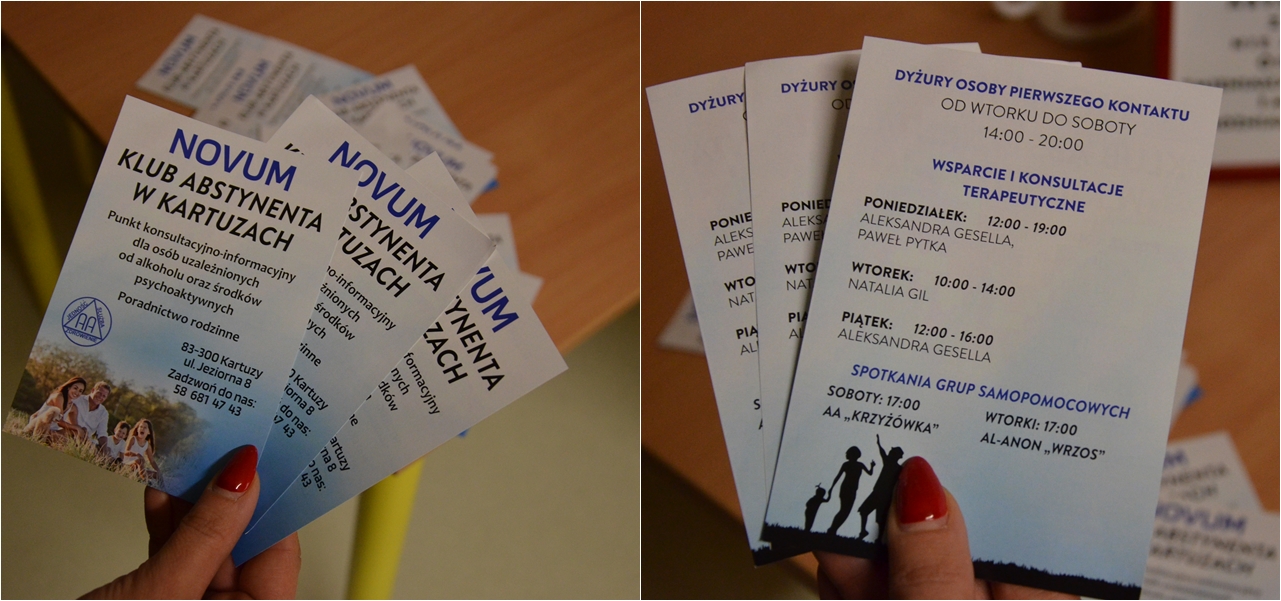 NOVUM
KLUB ABSTYNENTA
W KARTUZACH
Punkt konsultacyjno-informacyjny
dla osób uzależnionych
od alkoholu oraz środków
psychoaktywnych
Poradnictwo rodzinne
AA
83-300 Kartuzy
ul. Jeziorna 8
Zadzwoń do nas:
58 681 47 43
NOVUM
DYŻURY OSOBY PIERWSZEGO KONTAKTU
OD WTORKU DO SOBOTY
14:00 - 20:00
WSPARCIE I KONSULTACJE
TERAPEUTYCZNE
PONIEDZIAŁEK: 12:00 - 19:00
ALEKSANDRA GESELLA,
PAWEŁ PYTKA
WTOREK: 10:00 - 14:00
NATALIA GIL
PIĄTEK: 12:00 - 16:00
ALEKSANDRA GESELLA
SPOTKANIA GRUP SAMOPOMOCOWYCH
SOBOTY: 17:00
AA „KRZYŻÓWKA”
WTORKI: 17:00
AL-ANON „WRZOS”